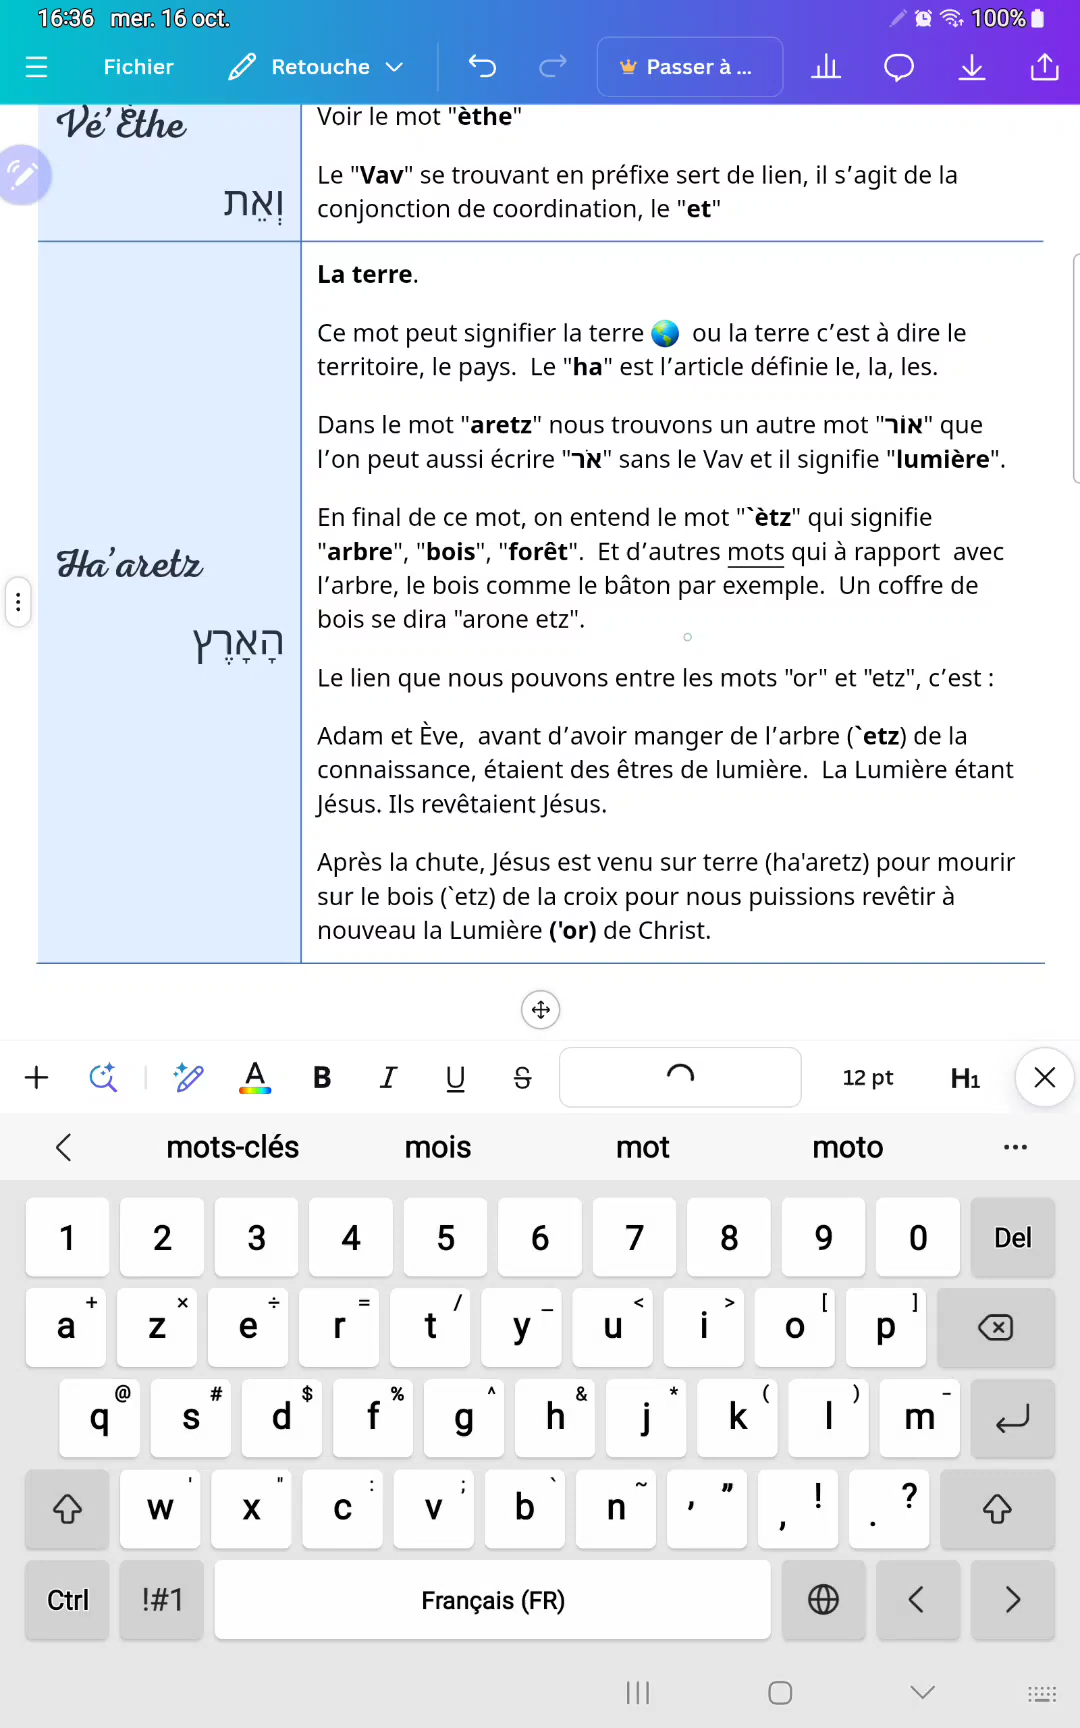 16:36 mer. 16 oct. 100%
Fichier Retouche Passer à ...
Vé’Èthe
וְאֵת
Voir le mot "èthe"
Le "Vav" se trouvant en préfixe sert de lien, il s’agit de la
conjonction de coordination, le "et"
Ha’aretz
הָאָרֶץ
La terre.
Ce mot peut signifier la terre 🌎 ou la terre c’est à dire le
territoire, le pays. Le "ha" est l’article définie le, la, les.
Dans le mot "aretz" nous trouvons un autre mot "אוֹר" que
l’on peut aussi écrire "אֹר" sans le Vav et il signifie "lumière".
En final de ce mot, on entend le mot "`ètz" qui signifie
"arbre", "bois", "forêt". Et d’autres mots qui à rapport avec
l’arbre, le bois comme le bâton par exemple. Un coffre de
bois se dira "arone etz".
Le lien que nous pouvons entre les mots "or" et "etz", c’est :
Adam et Ève, avant d’avoir manger de l’arbre (`etz) de la
connaissance, étaient des êtres de lumière. La Lumière étant
Jésus. Ils revêtaient Jésus.
Après la chute, Jésus est venu sur terre (ha'aretz) pour mourir
sur le bois (`etz) de la croix pour nous puissions revêtir à
nouveau la Lumière ('or) de Christ.
A B I U S 12 pt H1
mots-clés mois mot moto ...
1 2 3 4 5 6 7 8 9 0 Del
a + z × e ÷ r = t / y _ u < i > o [ p ]
q @ s # d $ f % g ^ h & j * k ( l ) m -
w ' x " c : v ; b ` n ~ ’ ” , ! . ?
Ctrl !#1 Français (FR) < >